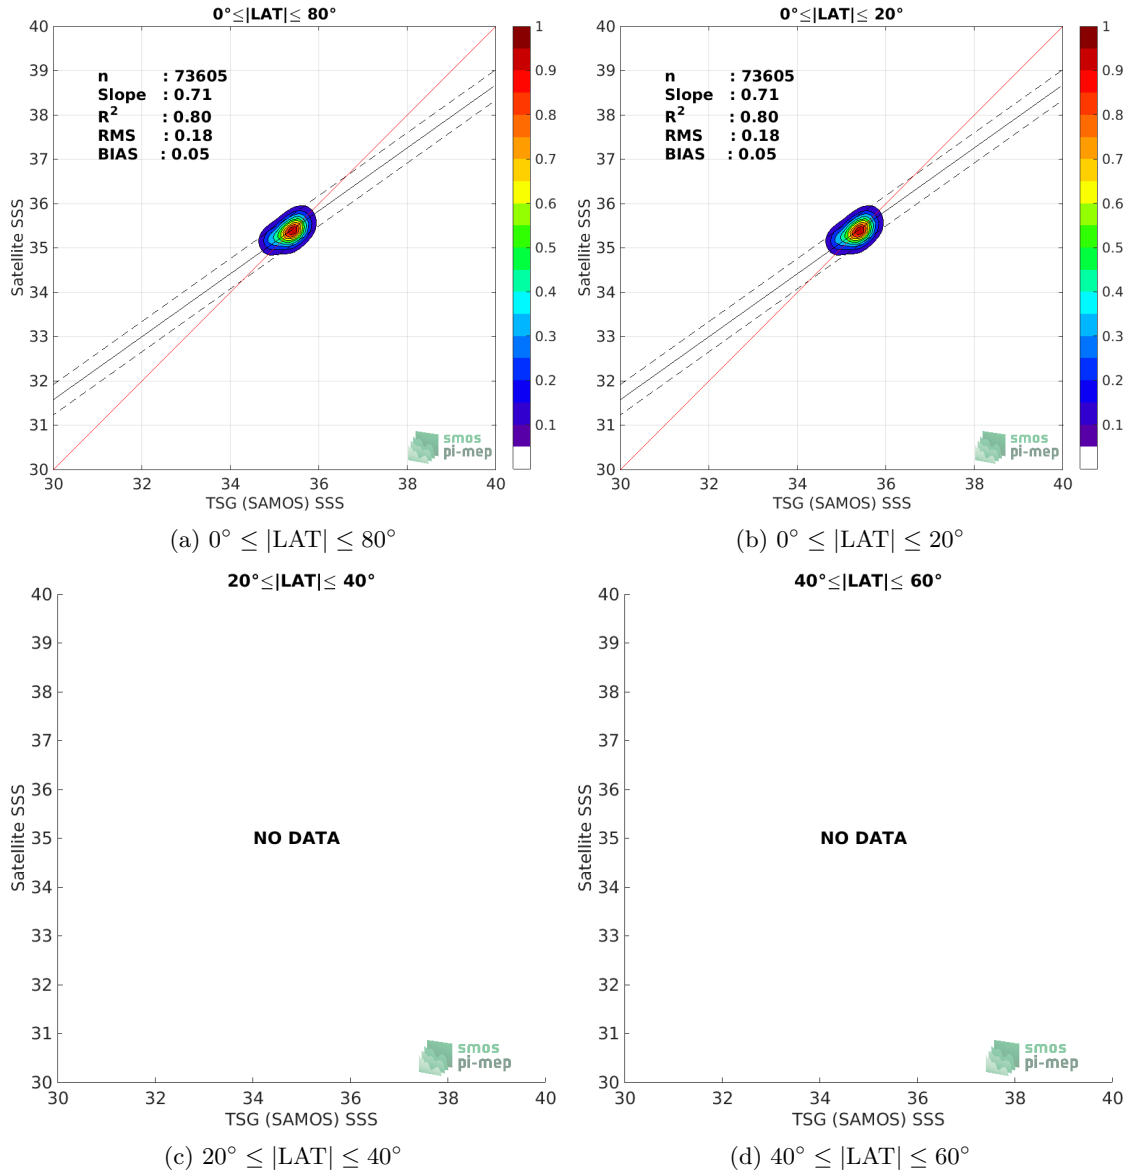 0°≤|LAT|≤ 80°
n : 73605
Slope : 0.71
R² : 0.80
RMS : 0.18
BIAS : 0.05
40
39
38
37
36
35
34
33
32
31
30
Satellite SSS
30
32
34
36
38
40
TSG (SAMOS) SSS
1
0.9
0.8
0.7
0.6
0.5
0.4
0.3
0.2
0.1
smos
pi-mep
(a) 0° ≤ |LAT| ≤ 80°
0°≤|LAT|≤ 20°
n : 73605
Slope : 0.71
R² : 0.80
RMS : 0.18
BIAS : 0.05
40
39
38
37
36
35
34
33
32
31
30
Satellite SSS
30
32
34
36
38
40
TSG (SAMOS) SSS
1
0.9
0.8
0.7
0.6
0.5
0.4
0.3
0.2
0.1
smos
pi-mep
(b) 0° ≤ |LAT| ≤ 20°
20°≤|LAT|≤ 40°
40
39
38
37
36
35
34
33
32
31
30
Satellite SSS
NO DATA
30
32
34
36
38
40
TSG (SAMOS) SSS
smos
pi-mep
(c) 20° ≤ |LAT| ≤ 40°
40°≤|LAT|≤ 60°
40
39
38
37
36
35
34
33
32
31
30
Satellite SSS
NO DATA
30
32
34
36
38
40
TSG (SAMOS) SSS
smos
pi-mep
(d) 40° ≤ |LAT| ≤ 60°